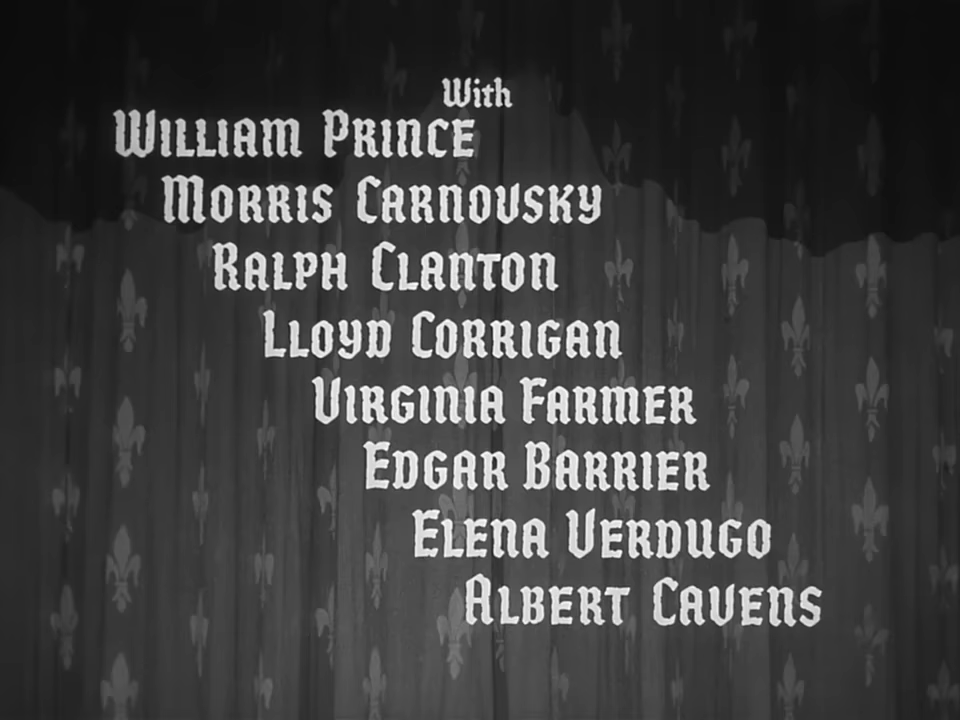 With
William Prince
Morris Carnovsky
Ralph Clanton
Lloyd Corrigan
Virginia Farmer
Edgar Barrier
Elena Verdugo
Albert Cavens